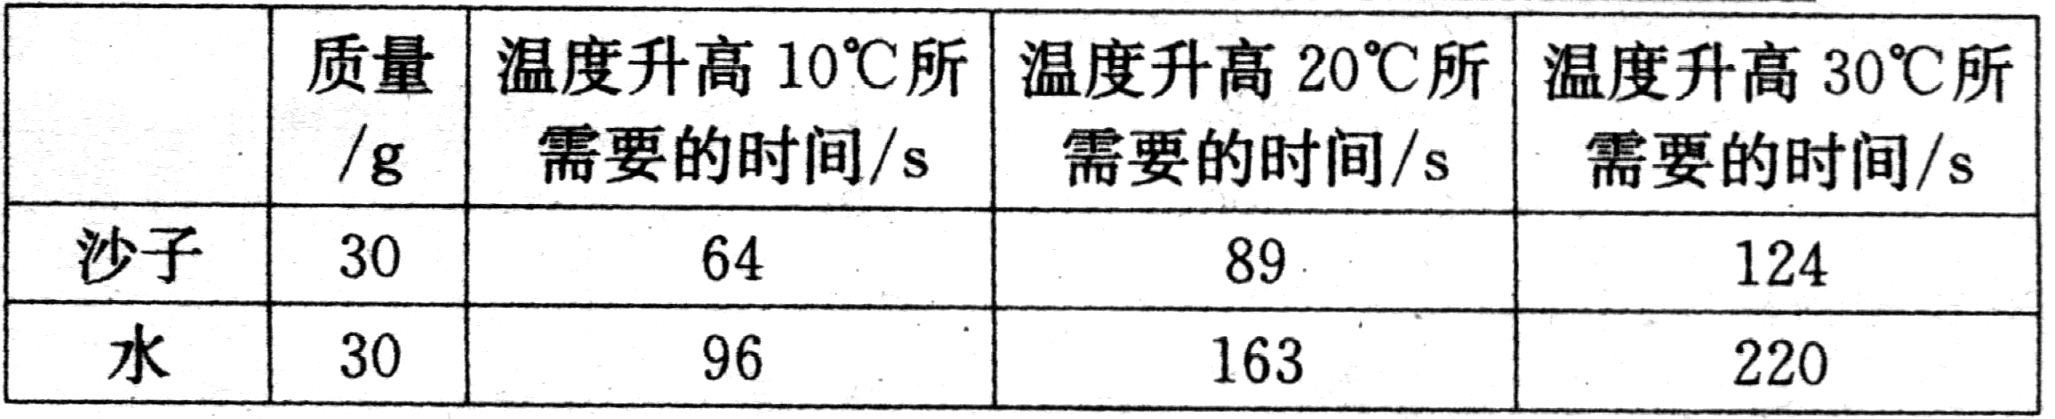 质量/g 温度升高 10℃所需要的时间/s 温度升高 20℃所需要的时间/s 温度升高 30℃所需要的时间/s
沙子 30 64 89 124
水 30 96 163 220